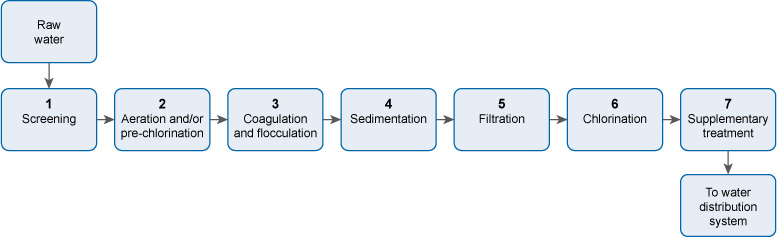 Raw
water
1
Screening
2
Aeration and/or
pre-chlorination
3
Coagulation
and flocculation
4
Sedimentation
5
Filtration
6
Chlorination
7
Supplementary
treatment
To water
distribution
system